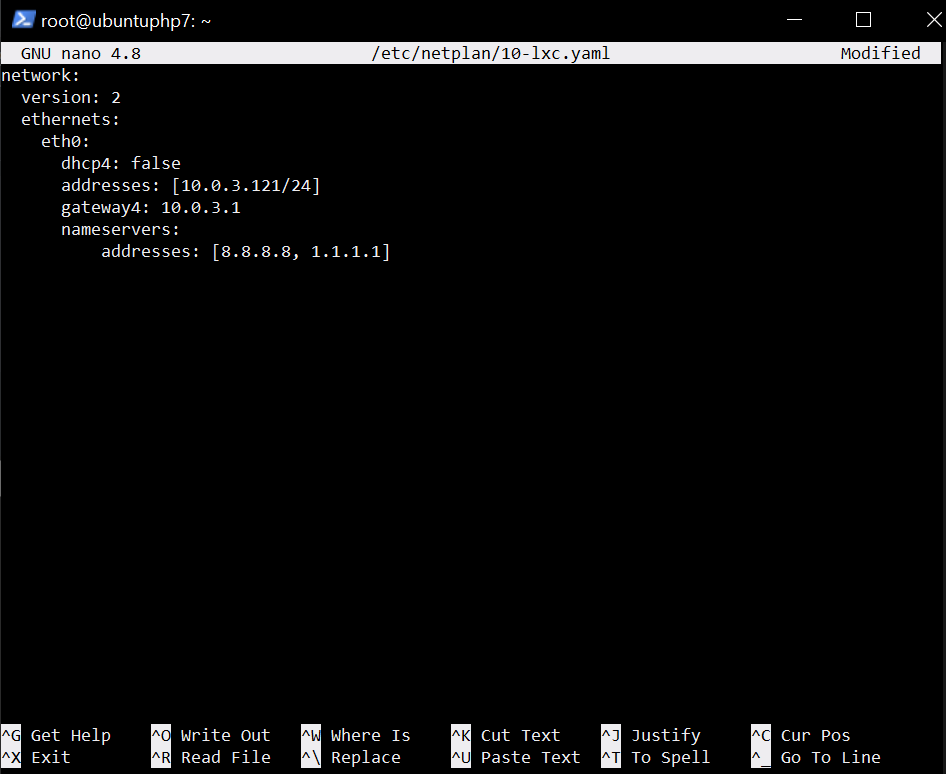 root@ubuntuphp7: ~
GNU nano 4.8 /etc/netplan/10-lxc.yaml Modified
network:
  version: 2
  ethernets:
    eth0:
      dhcp4: false
      addresses: [10.0.3.121/24]
      gateway4: 10.0.3.1
      nameservers:
          addresses: [8.8.8.8, 1.1.1.1]
^G Get Help ^O Write Out ^W Where Is ^K Cut Text ^J Justify ^C Cur Pos
^X Exit ^R Read File ^\ Replace ^U Paste Text ^T To Spell ^_ Go To Line